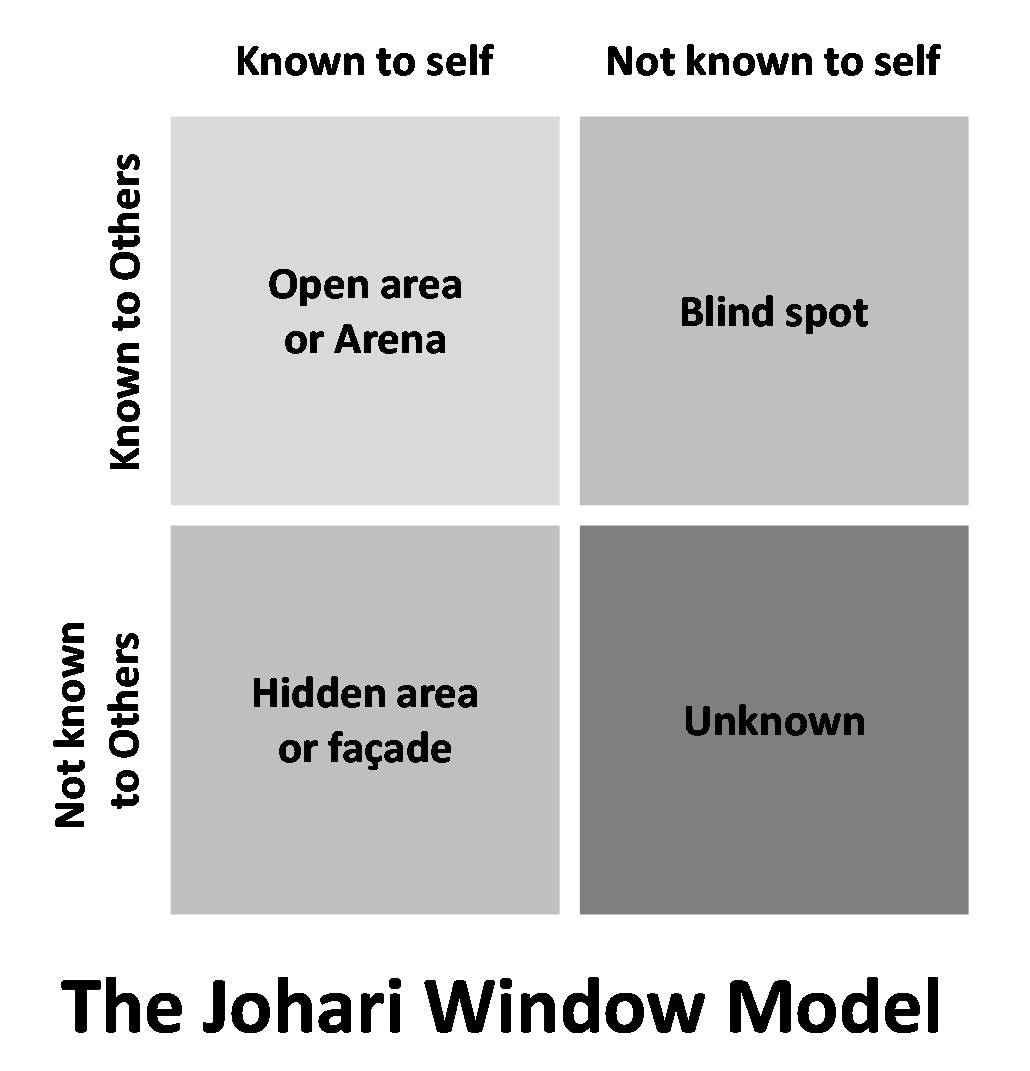 Known to self
Not known to self
Known to Others
Open area
or Arena
Blind spot
Not known
to Others
Hidden area
or façade
Unknown
The Johari Window Model